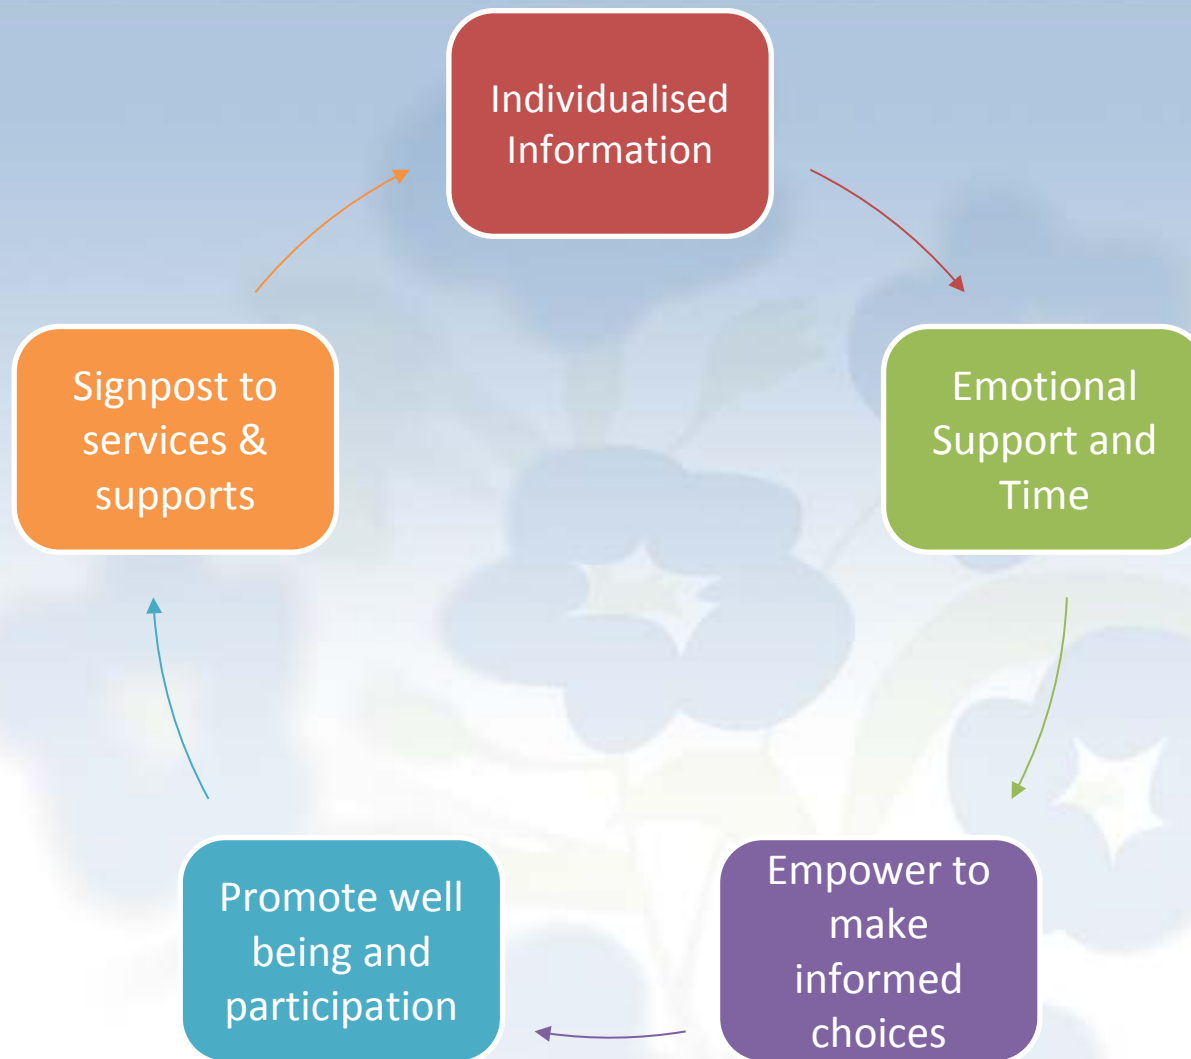 Individualised
Information
Emotional
Support and
Time
Empower to
make
informed
choices
Promote well
being and
participation
Signpost to
services &
supports